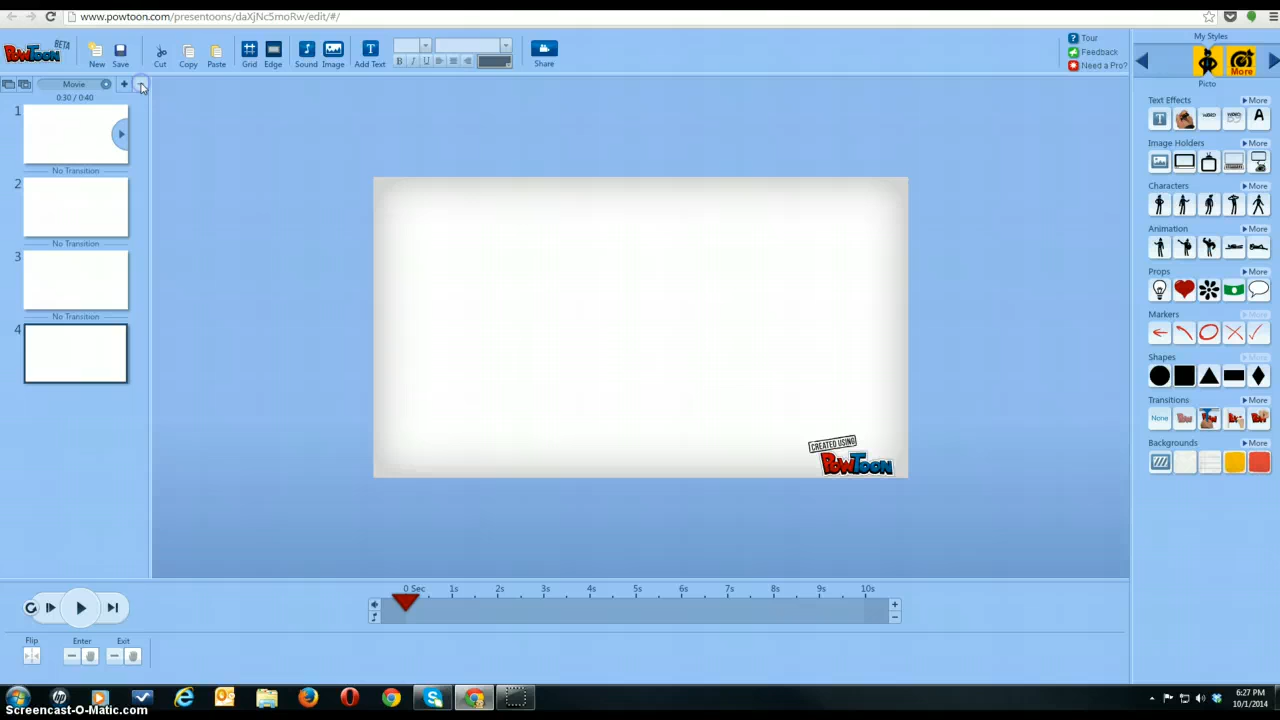 www.powtoon.com/presentoons/daXjNc5moRw/edit/#/
POWTOON BETA
New Save Cut Copy Paste Grid Edge Sound Image Add Text Share
B I U
Tour
Feedback
Need a Pro?
My Styles
More
Picto
Movie
0:30 / 0:40
1
No Transition
2
No Transition
3
No Transition
4
CREATED USING
POWTOON
Text Effects More
T WORD A
Image Holders More
Characters More
Animation More
Props More
Markers More
Shapes More
Transitions More
None
Backgrounds More
0 Sec 1s 2s 3s 4s 5s 6s 7s 8s 9s 10s
Flip Enter Exit
6:27 PM
10/1/2014
Screencast-O-Matic.com